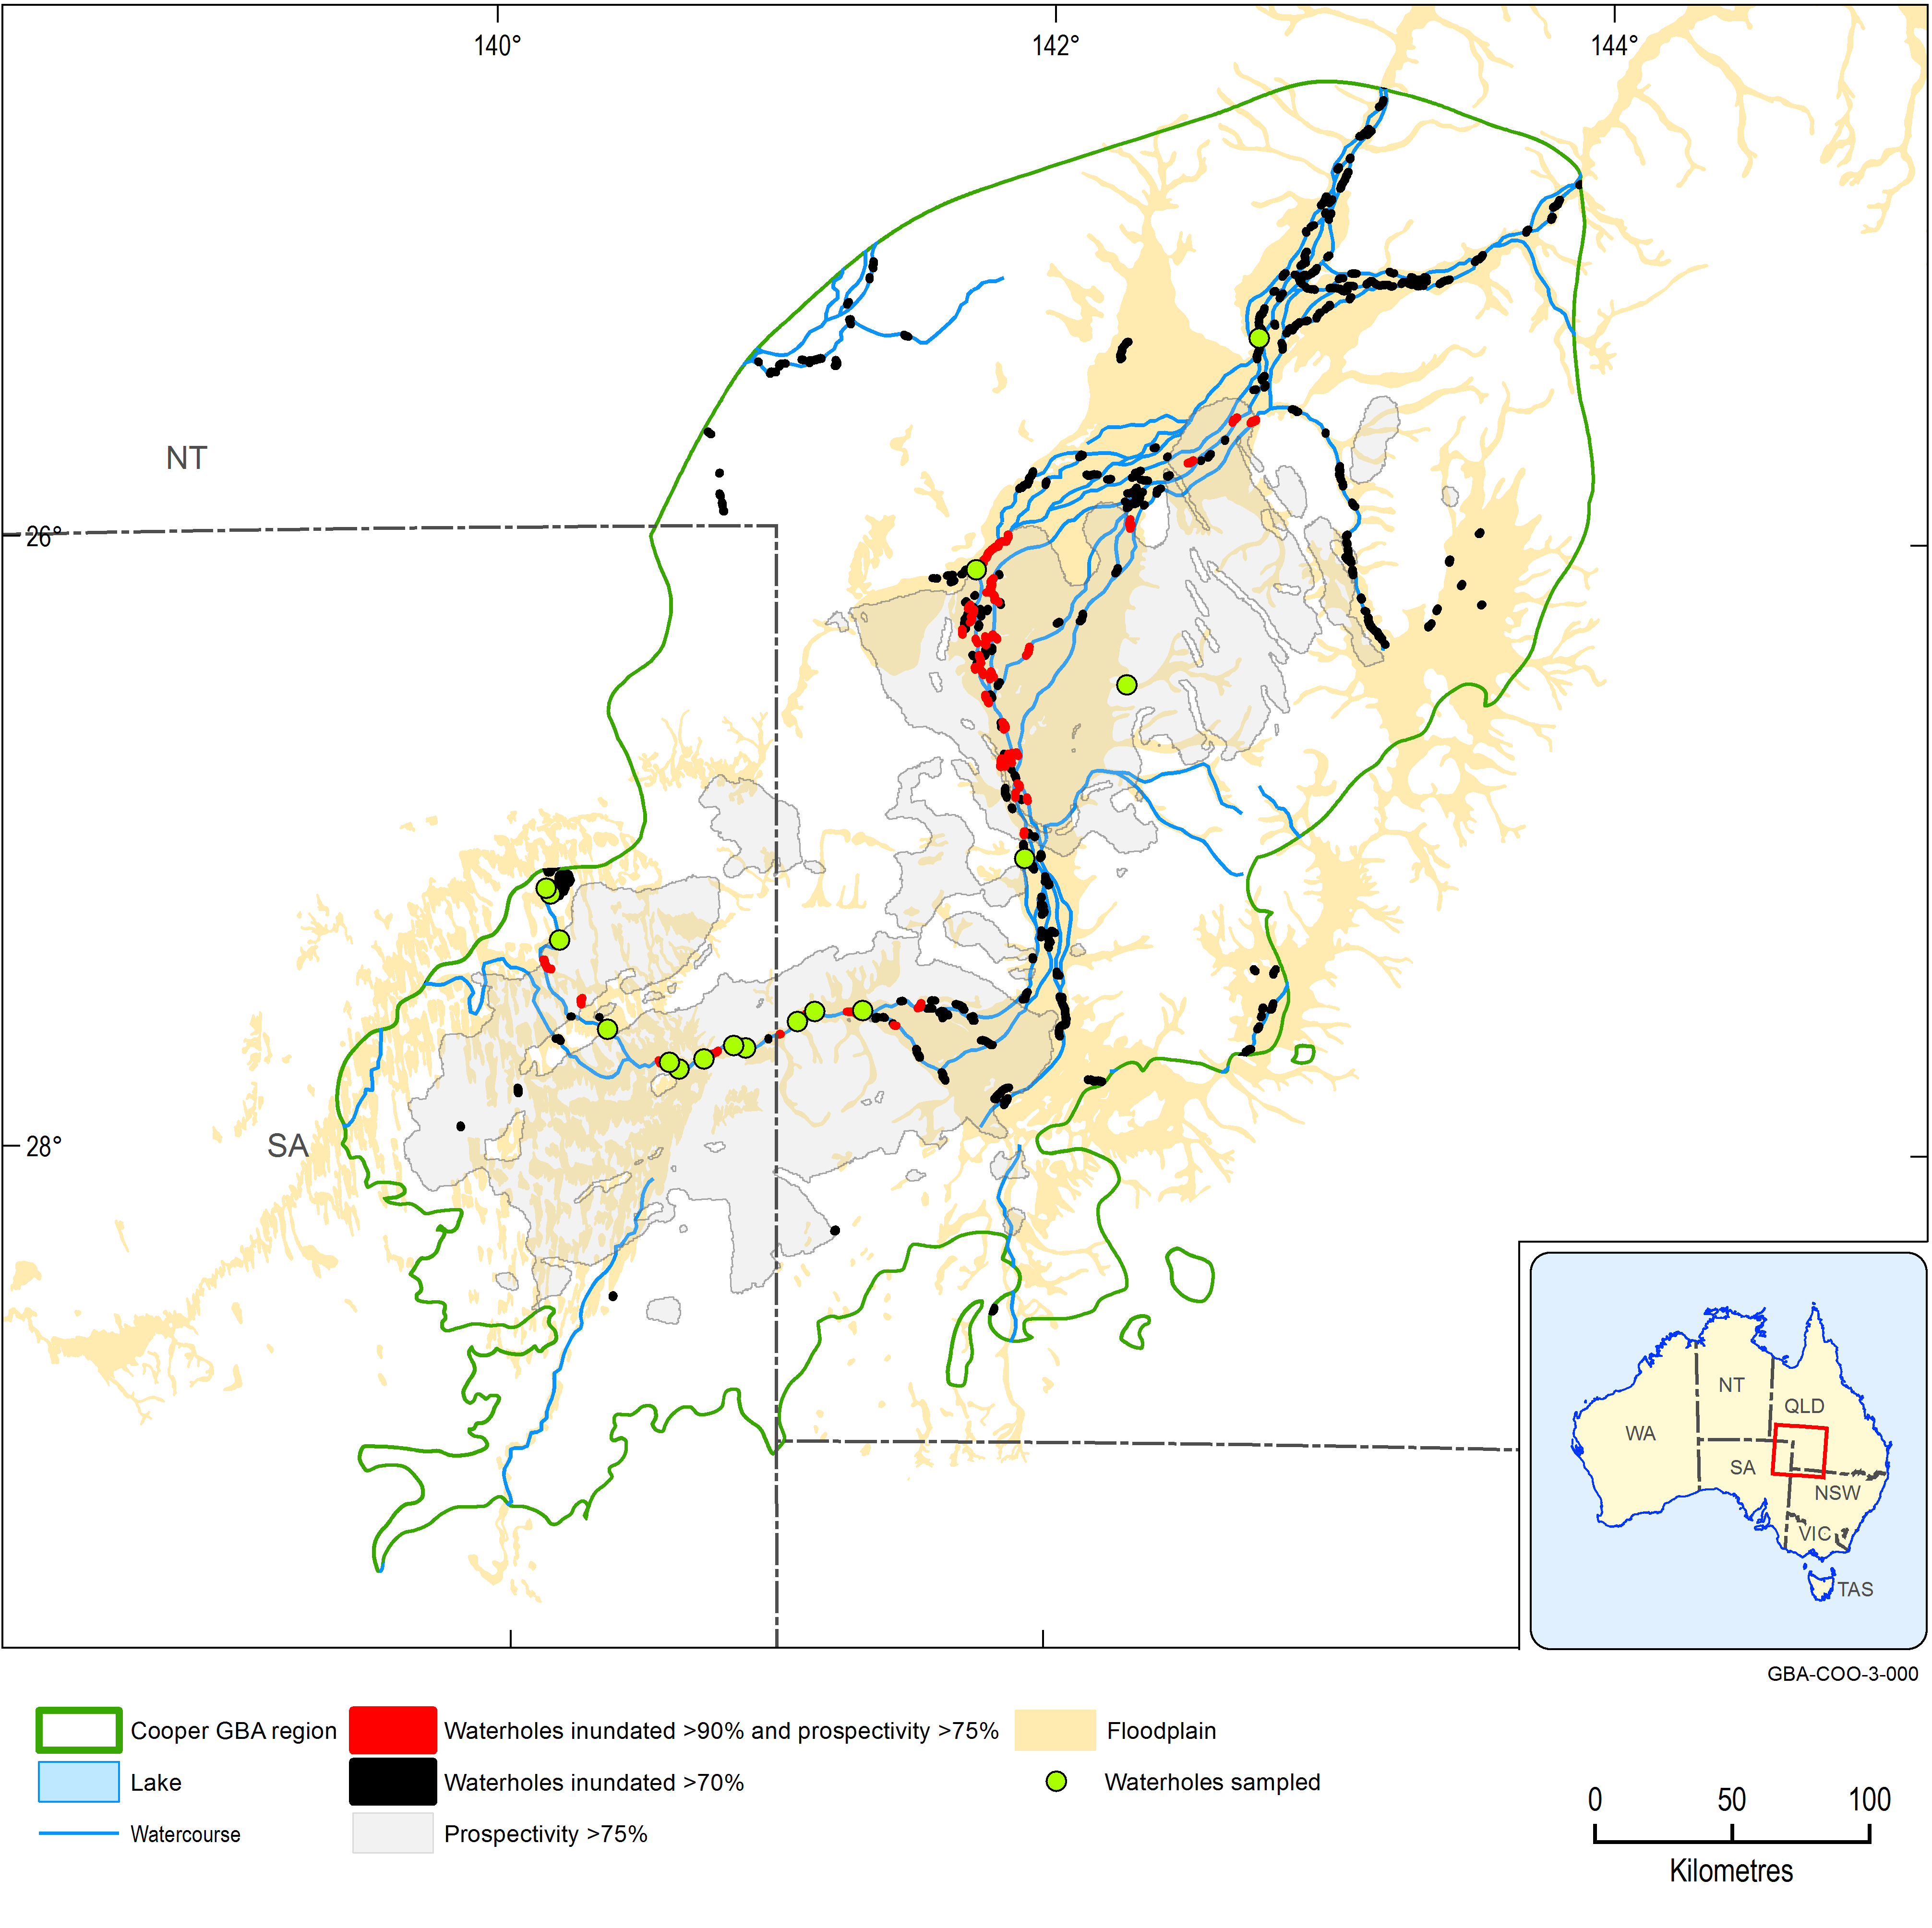 140°
142°
144°
NT
26°
SA
28°
NT
QLD
WA
SA
NSW
VIC
TAS
GBA-COO-3-000
Cooper GBA region
Waterholes inundated >90% and prospectivity >75%
Floodplain
Lake
Waterholes inundated >70%
Waterholes sampled
Watercourse
Prospectivity >75%
0 50 100
Kilometres